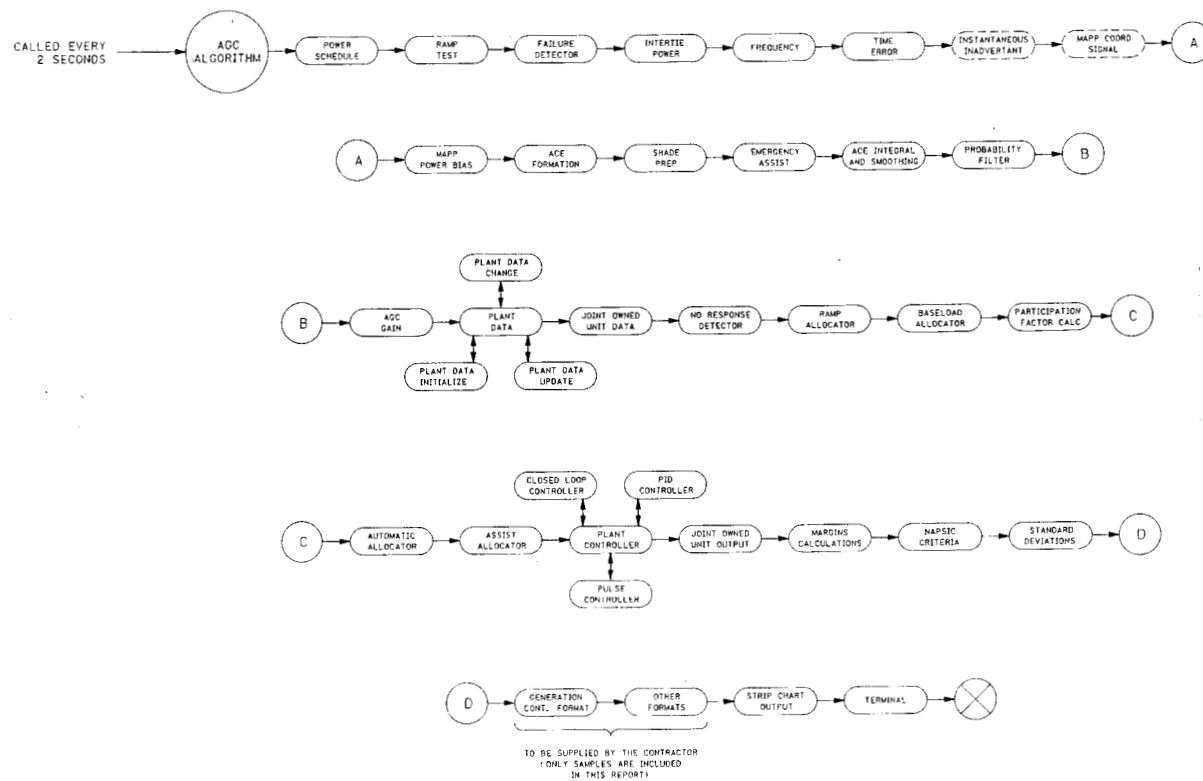 CALLED EVERY
2 SECONDS
AGC
ALGORITHM
POWER
SCHEDULE
RAMP
TEST
FAILURE
DETECTOR
INTERTIE
POWER
FREQUENCY
TIME
ERROR
INSTANTANEOUS
INADVERTANT
MAPP COORD
SIGNAL
A
A
MAPP
POWER BIAS
ACE
FORMATION
SHADE
PREP
EMERGENCY
ASSIST
ACE INTEGRAL
AND SMOOTHING
PROBABILITY
FILTER
B
PLANT DATA
CHANGE
B
AGC
GAIN
PLANT
DATA
JOINT OWNED
UNIT DATA
NO RESPONSE
DETECTOR
RAMP
ALLOCATOR
BASELOAD
ALLOCATOR
PARTICIPATION
FACTOR CALC
C
PLANT DATA
INITIALIZE
PLANT DATA
UPDATE
CLOSED LOOP
CONTROLLER
PID
CONTROLLER
C
AUTOMATIC
ALLOCATOR
ASSIST
ALLOCATOR
PLANT
CONTROLLER
JOINT OWNED
UNIT OUTPUT
MARGINS
CALCULATIONS
NAPSIC
CRITERIA
STANDARD
DEVIATIONS
D
PULSE
CONTROLLER
D
GENERATION
CONT. FORMAT
OTHER
FORMATS
STRIP CHART
OUTPUT
TERMINAL
TO BE SUPPLIED BY THE CONTRACTOR
(ONLY SAMPLES ARE INCLUDED
IN THIS REPORT)